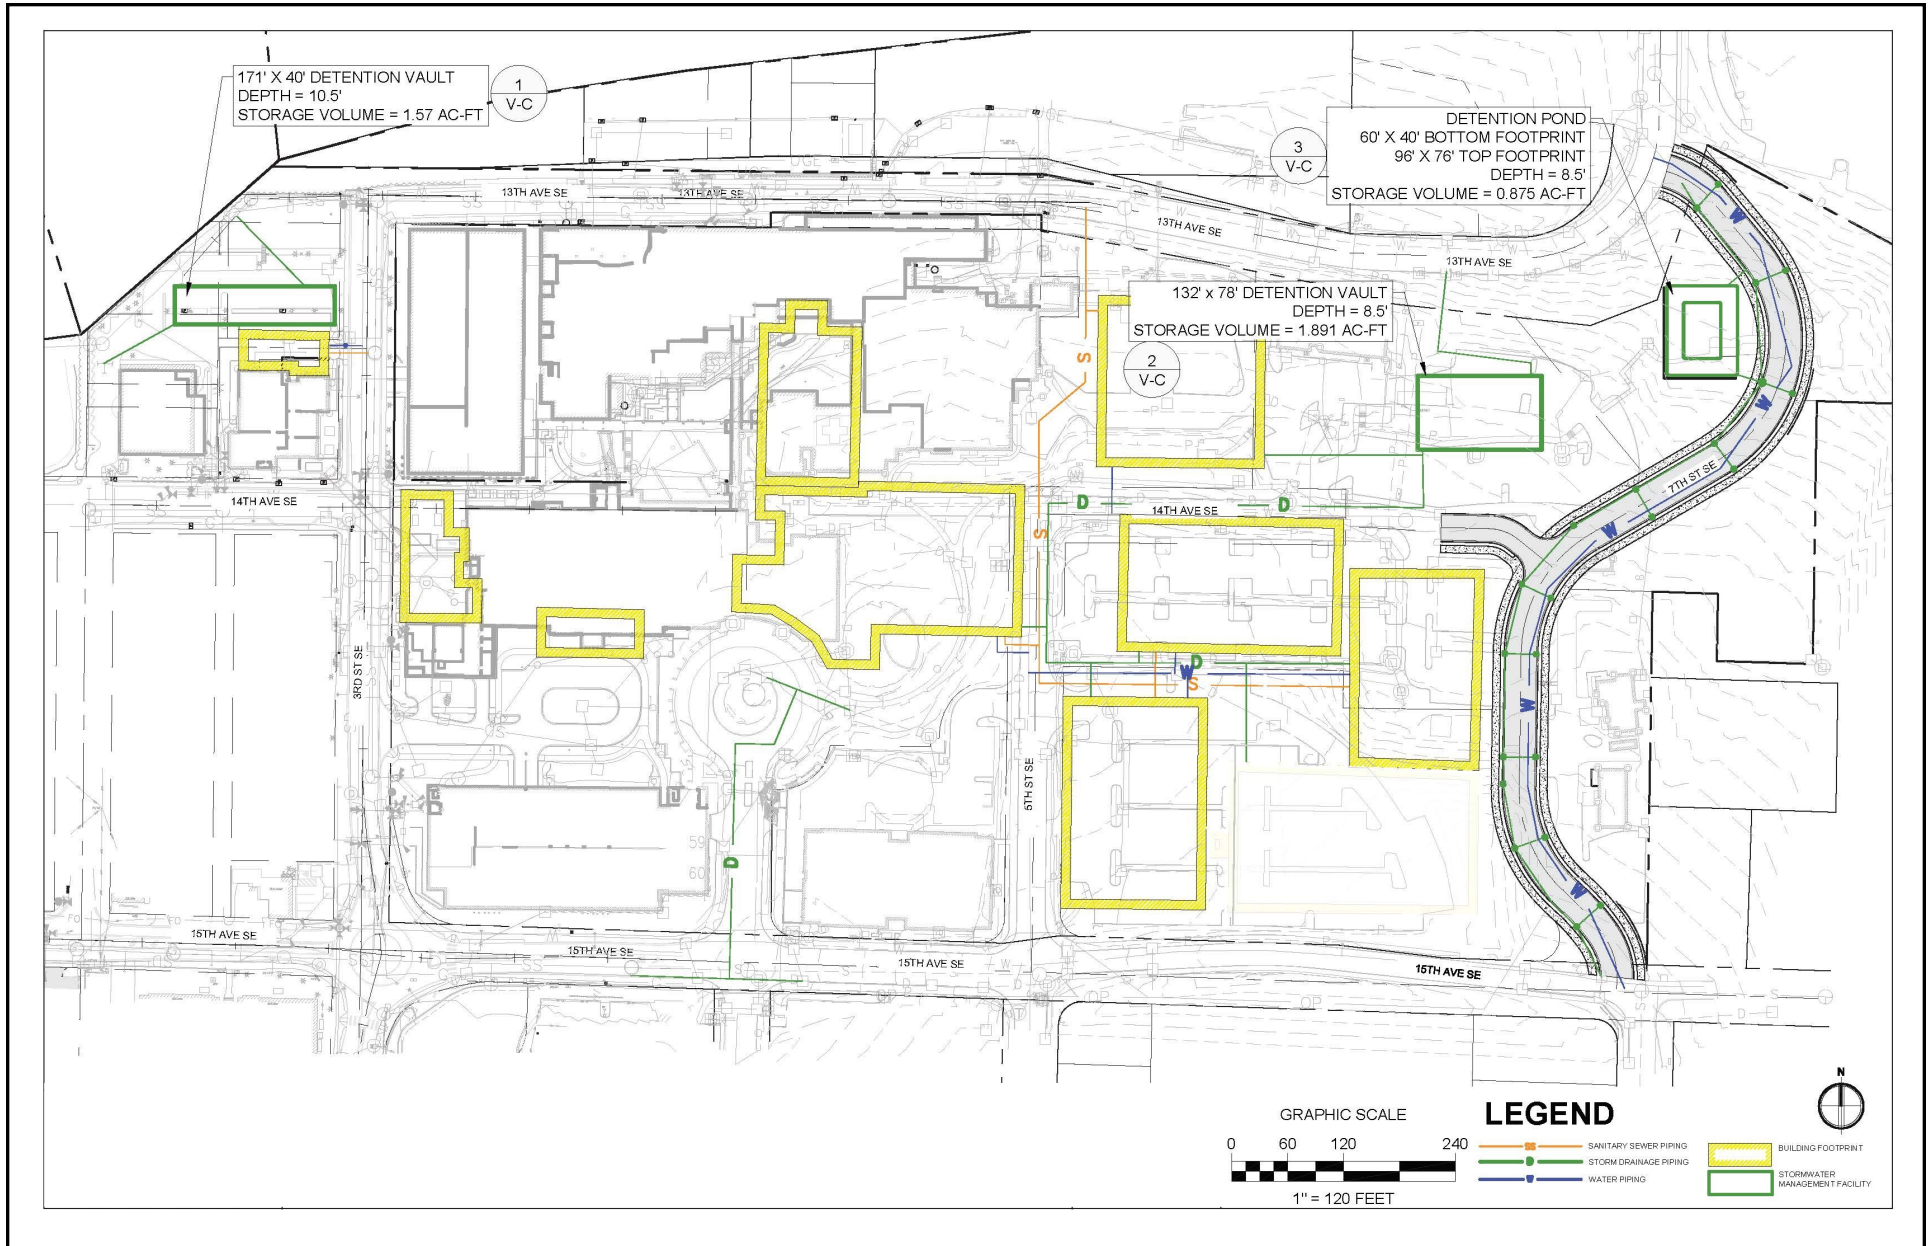 171' X 40' DETENTION VAULT
DEPTH = 10.5'
STORAGE VOLUME = 1.57 AC-FT
1
V-C
3
V-C
DETENTION POND
60' X 40' BOTTOM FOOTPRINT
96' X 76' TOP FOOTPRINT
DEPTH = 8.5'
STORAGE VOLUME = 0.875 AC-FT
13TH AVE SE
13TH AVE SE
13TH AVE SE
13TH AVE SE
132' x 78' DETENTION VAULT
DEPTH = 8.5'
STORAGE VOLUME = 1.891 AC-FT
2
V-C
W
S
W
7TH ST SE
14TH AVE SE
D
14TH AVE SE
D
S
W
3RD ST SE
D
W
S
W
5TH ST SE
59
60
D
W
15TH AVE SE
15TH AVE SE
15TH AVE SE
15TH AVE SE
N
GRAPHIC SCALE
0 60 120 240
1" = 120 FEET
LEGEND
SS SANITARY SEWER PIPING
D STORM DRAINAGE PIPING
W WATER PIPING
BUILDING FOOTPRINT
STORMWATER
MANAGEMENT FACILITY